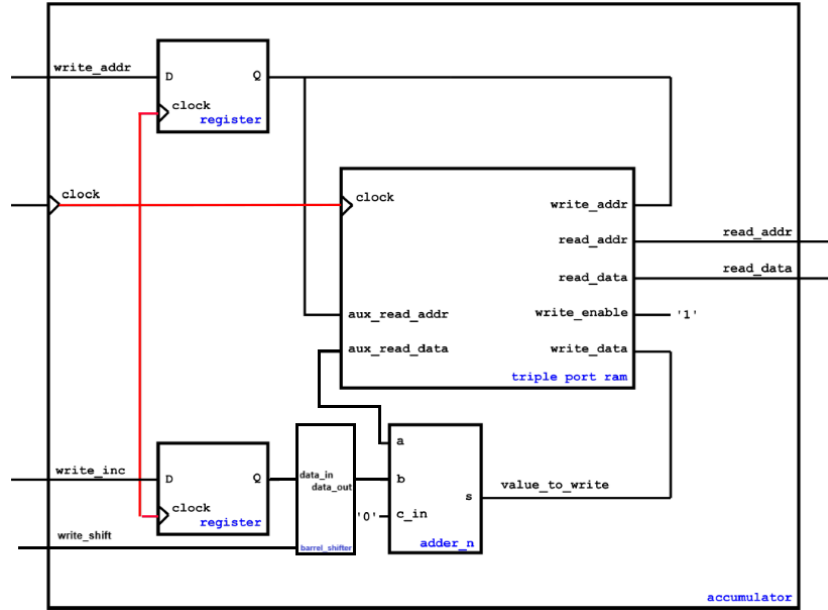 write_addr
D
Q
clock
register
clock
clock
write_addr
read_addr
read_addr
read_data
read_data
aux_read_addr
write_enable
'1'
aux_read_data
write_data
triple port ram
write_inc
D
Q
clock
register
data_in
data_out
barrel_shifter
write_shift
a
b
'0'
c_in
s
adder_n
value_to_write
accumulator